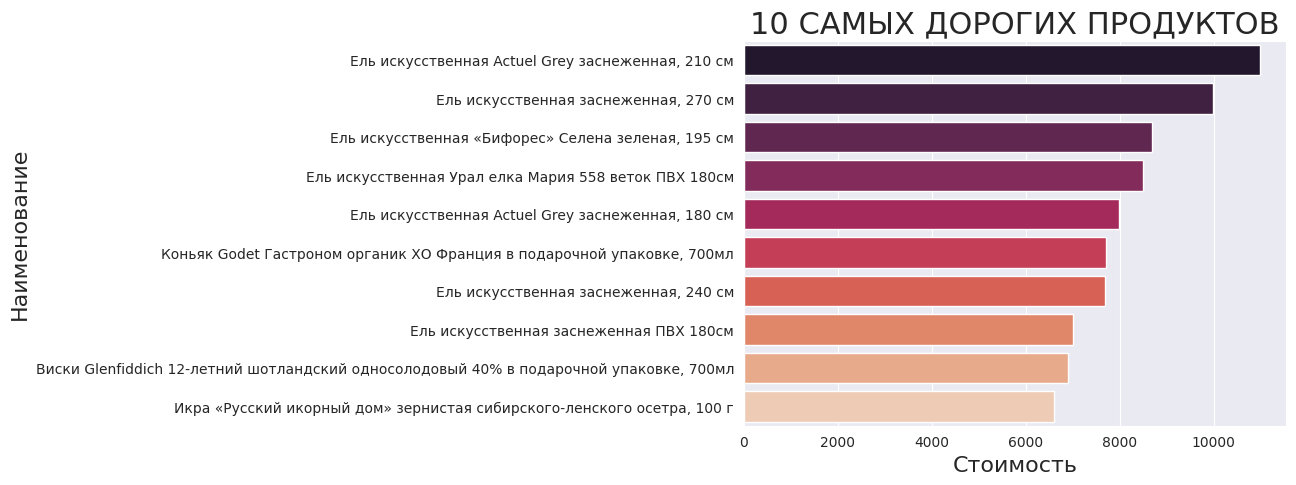 10 САМЫХ ДОРОГИХ ПРОДУКТОВ
Наименование
Ель искусственная Actuel Grey заснеженная, 210 см
Ель искусственная заснеженная, 270 см
Ель искусственная «Бифорес» Селена зеленая, 195 см
Ель искусственная Урал елка Мария 558 веток ПВХ 180см
Ель искусственная Actuel Grey заснеженная, 180 см
Коньяк Godet Гастроном органик XO Франция в подарочной упаковке, 700мл
Ель искусственная заснеженная, 240 см
Ель искусственная заснеженная ПВХ 180см
Виски Glenfiddich 12-летний шотландский односолодовый 40% в подарочной упаковке, 700мл
Икра «Русский икорный дом» зернистая сибирского-ленского осетра, 100 г
0 2000 4000 6000 8000 10000
Стоимость